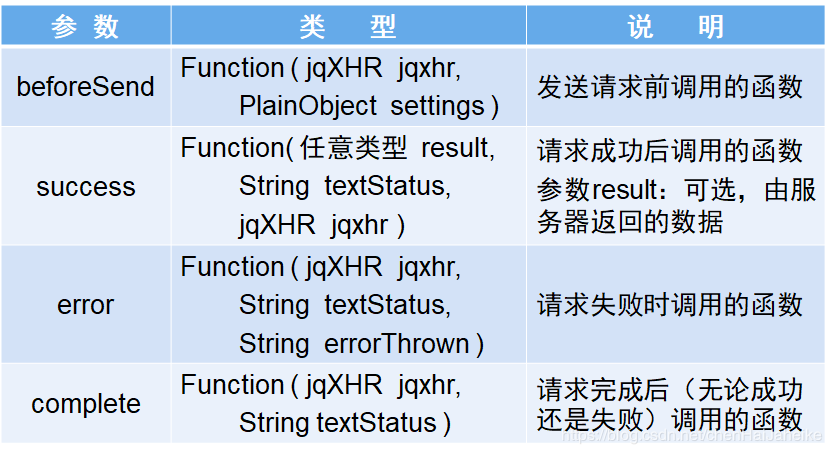 参 数 类 型 说 明
beforeSend
Function ( jqXHR jqxhr,
PlainObject settings )
发送请求前调用的函数
success
Function( 任意类型 result,
String textStatus,
jqXHR jqxhr )
请求成功后调用的函数
参数result：可选，由服
务器返回的数据
error
Function ( jqXHR jqxhr,
String textStatus,
String errorThrown )
请求失败时调用的函数
complete
Function ( jqXHR jqxhr,
String textStatus )
请求完成后（无论成功
还是失败）调用的函数